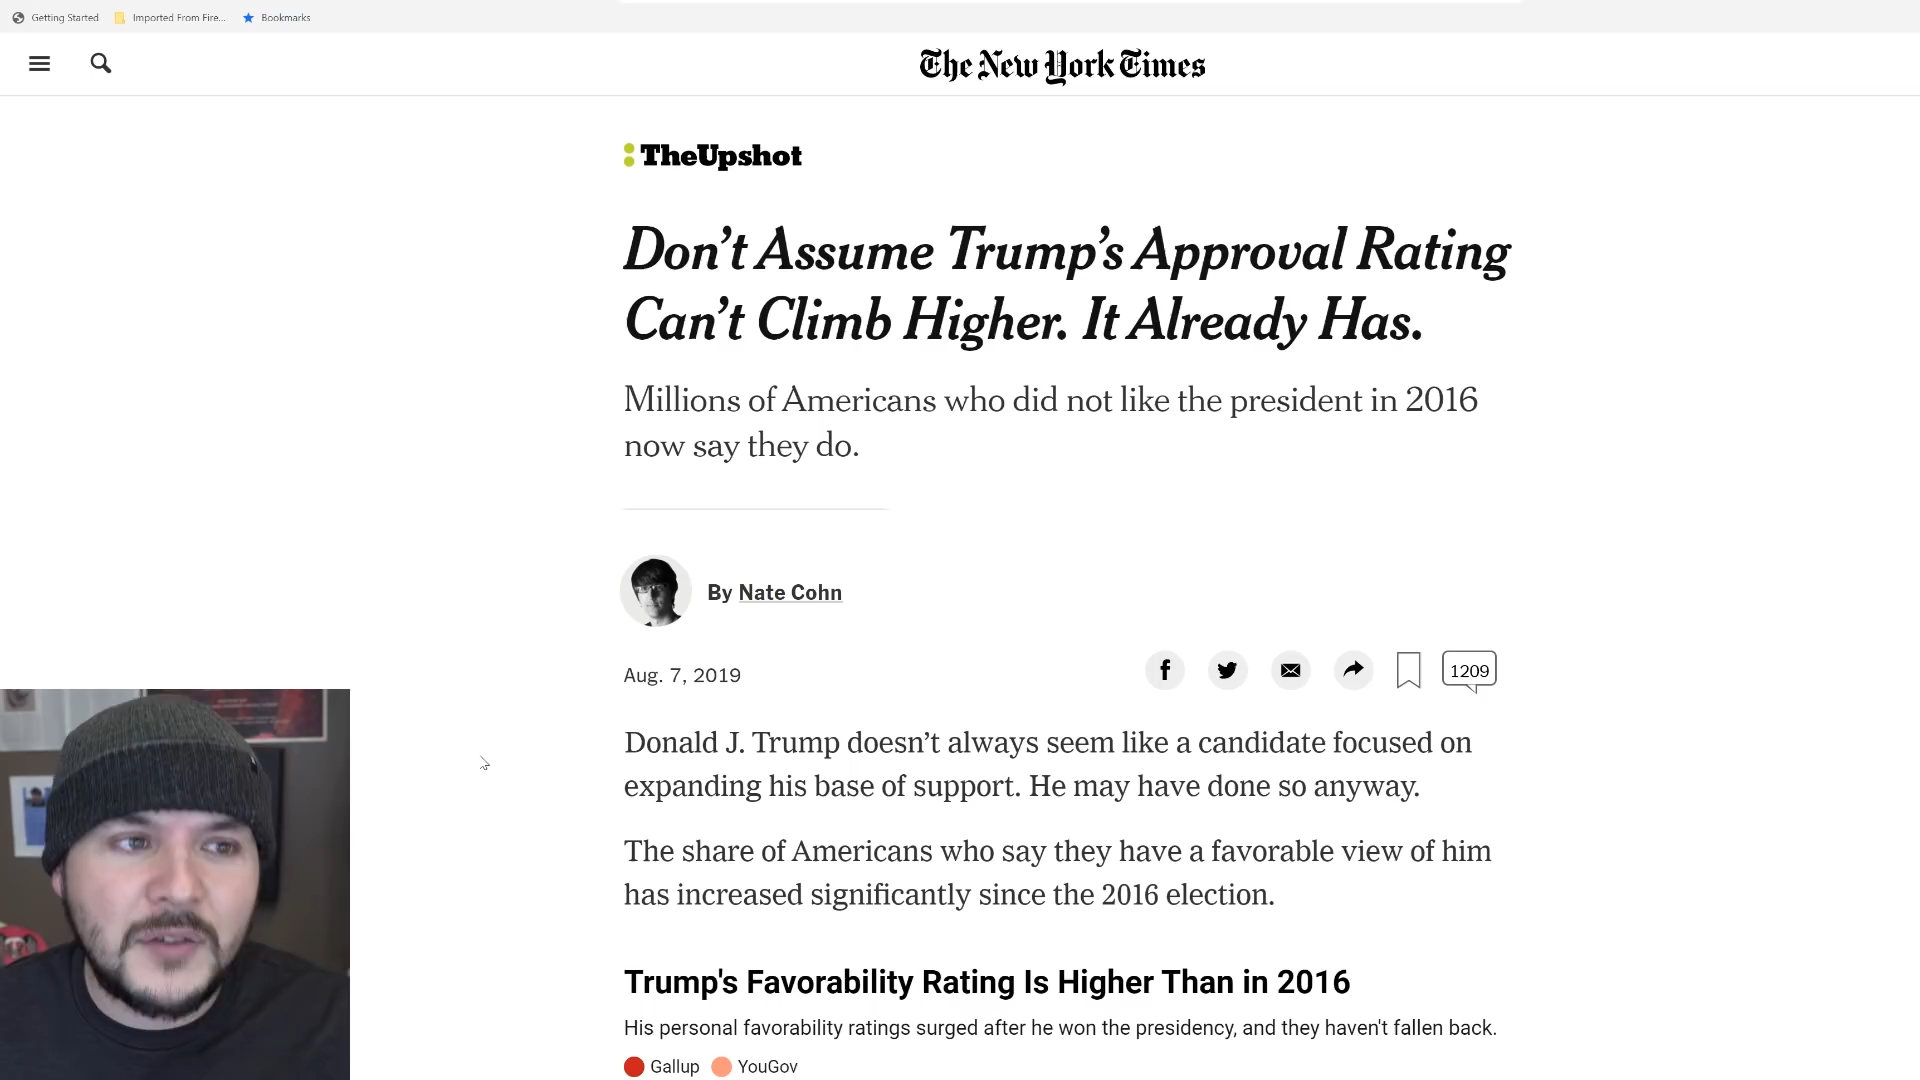 Getting Started
Imported From Fire...
Bookmarks
The New York Times
TheUpshot
Don’t Assume Trump’s Approval Rating
Can’t Climb Higher. It Already Has.
Millions of Americans who did not like the president in 2016
now say they do.
By Nate Cohn
Aug. 7, 2019
1209
Donald J. Trump doesn’t always seem like a candidate focused on
expanding his base of support. He may have done so anyway.
The share of Americans who say they have a favorable view of him
has increased significantly since the 2016 election.
Trump's Favorability Rating Is Higher Than in 2016
His personal favorability ratings surged after he won the presidency, and they haven't fallen back.
Gallup
YouGov